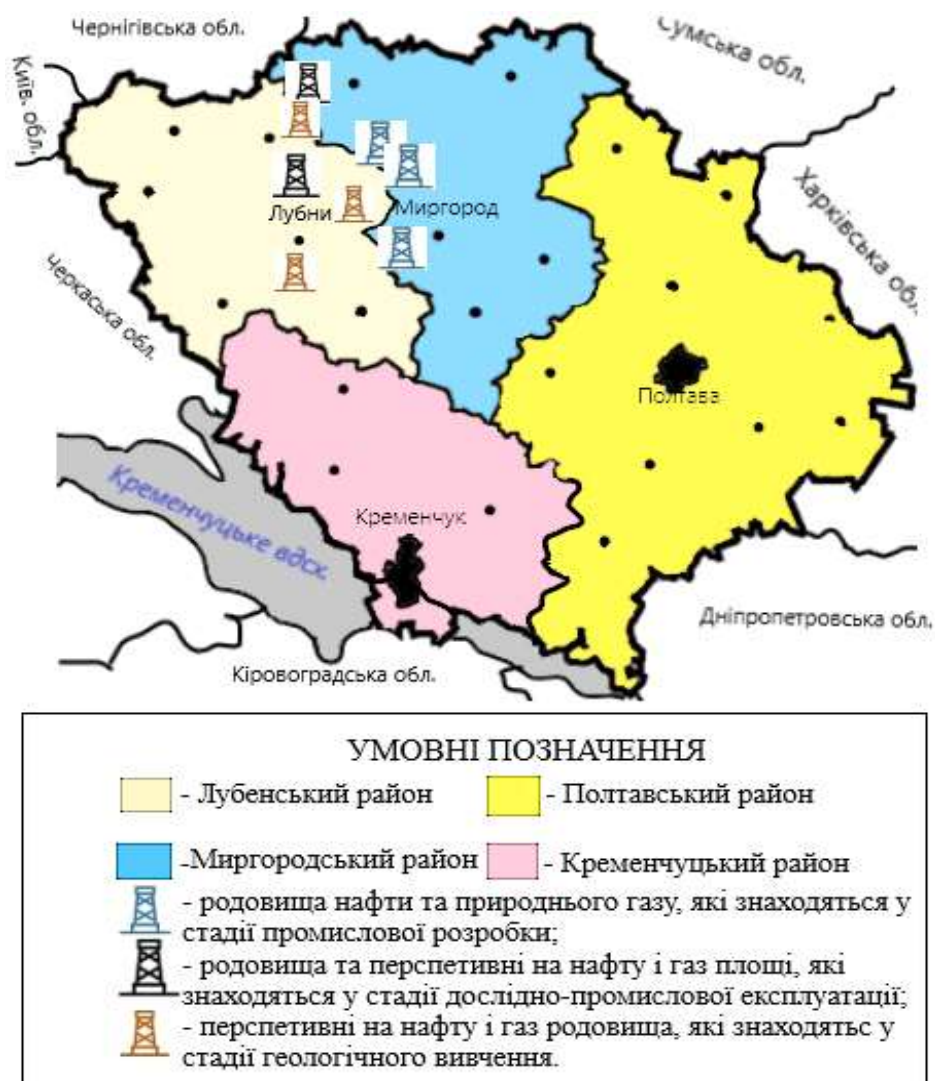 Чернігівська обл.
Сумська обл.
Київ. обл.
Харківська обл.
Лубни
Миргород
Черкаська обл.
Полтава
Кременчуцьке вдсх.
Кременчук
Дніпропетровська обл.
Кіровоградська обл.
УМОВНІ ПОЗНАЧЕННЯ
- Лубенський район
- Полтавський район
-Миргородський район
- Кременчуцький район
- родовища нафти та природнього газу, які знаходяться у
стадії промислової розробки;
- родовища та перспетивні на нафту і газ площі, які
знаходяться у стадії дослідно-промислової експлуатації;
- перспетивні на нафту і газ родовища, які знаходятьс у
стадії геологічного вивчення.